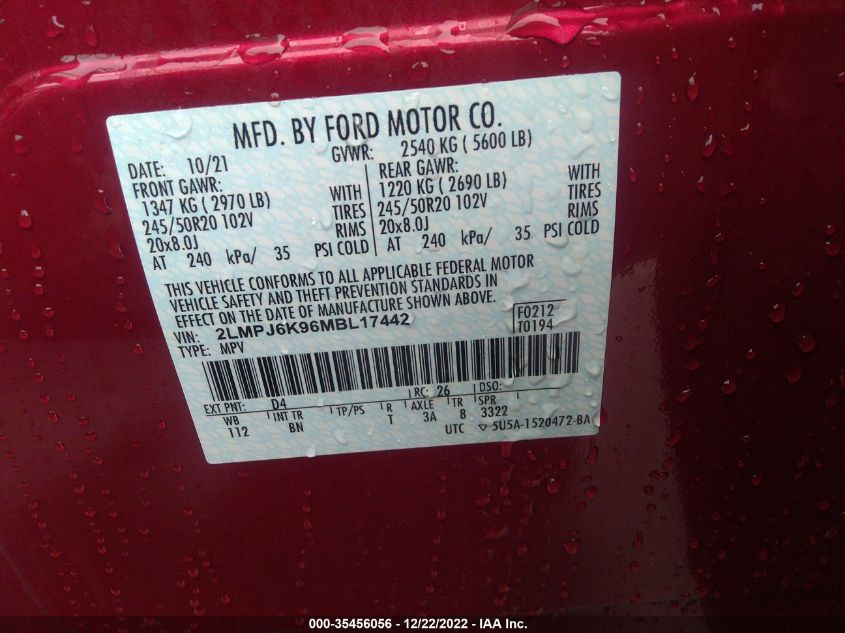 MFD. BY FORD MOTOR CO.
DATE: 10/21 GVWR: 2540 KG ( 5600 LB)
FRONT GAWR: REAR GAWR:
1347 KG ( 2970 LB) WITH 1220 KG ( 2690 LB) WITH
245/50R20 102V TIRES 245/50R20 102V TIRES
20x8.0J RIMS 20x8.0J RIMS
AT 240 kPa/ 35 PSI COLD AT 240 kPa/ 35 PSI COLD
THIS VEHICLE CONFORMS TO ALL APPLICABLE FEDERAL MOTOR
VEHICLE SAFETY AND THEFT PREVENTION STANDARDS IN
EFFECT ON THE DATE OF MANUFACTURE SHOWN ABOVE.
VIN: 2LMPJ6K96MBL17442 F0212
TYPE: MPV T0194
EXT PNT: D4 RC: 26 DSO:
WB INT TR TP/PS R AXLE TR SPR
112 BN T 3A 8 3322
UTC ▽ 5U5A-1520472-BA
000-35456056 - 12/22/2022 - IAA Inc.